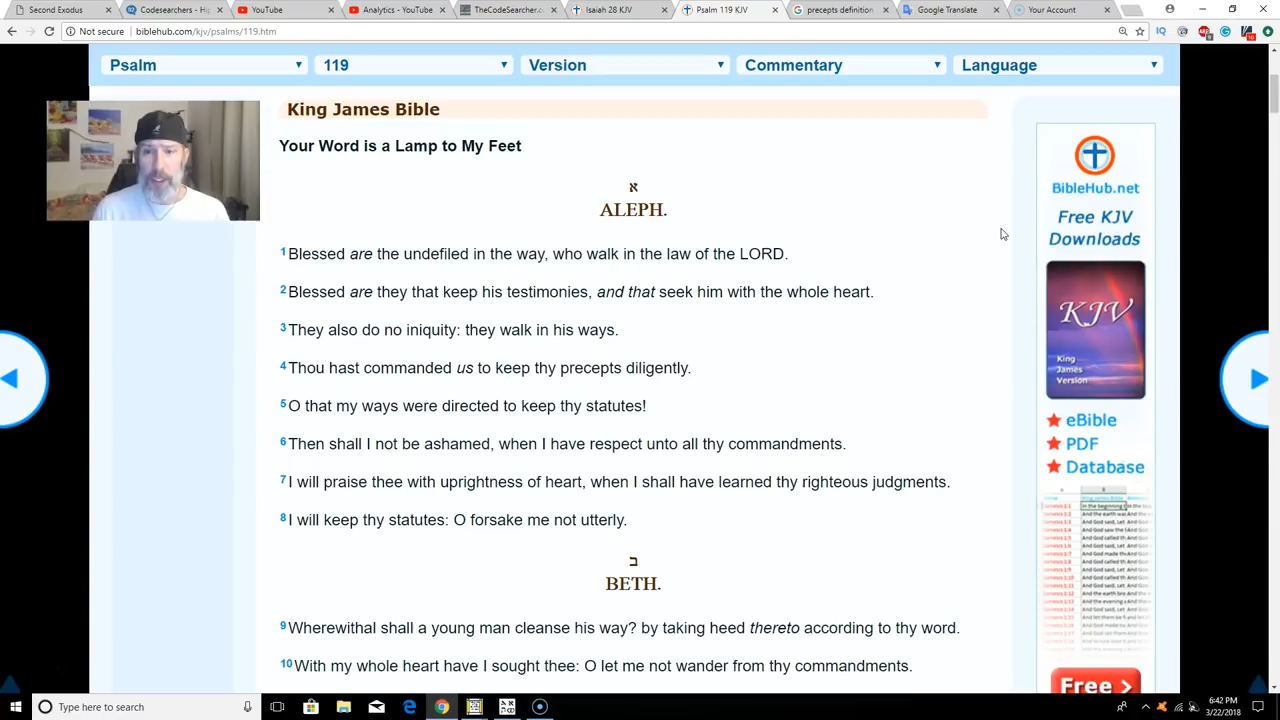 Second Exodus
Codesearchers - Hip
YouTube
Analytics - YouTube
TheCodeSearcher.co
Isaiah 28 KJV
Psalm 119 KJV
precepts definition
Google Translate
Your Account
Not secure | biblehub.com/kjv/psalms/119.htm
Psalm 119 Version Commentary Language
King James Bible
Your Word is a Lamp to My Feet
א
ALEPH.
1 Blessed are the undefiled in the way, who walk in the law of the LORD.
2 Blessed are they that keep his testimonies, and that seek him with the whole heart.
3 They also do no iniquity: they walk in his ways.
4 Thou hast commanded us to keep thy precepts diligently.
5 O that my ways were directed to keep thy statutes!
6 Then shall I not be ashamed, when I have respect unto all thy commandments.
7 I will praise thee with uprightness of heart, when I shall have learned thy righteous judgments.
8 I will keep thy statutes: O forsake me not utterly.
ב
BETH.
9 Wherewithal shall a young man cleanse his way? by taking heed thereto according to thy word.
10 With my whole heart have I sought thee: O let me not wander from thy commandments.
BibleHub.net
Free KJV
Downloads
KJV
King
James
Version
eBible
PDF
Database
Free >
Type here to search
6:42 PM
3/22/2018